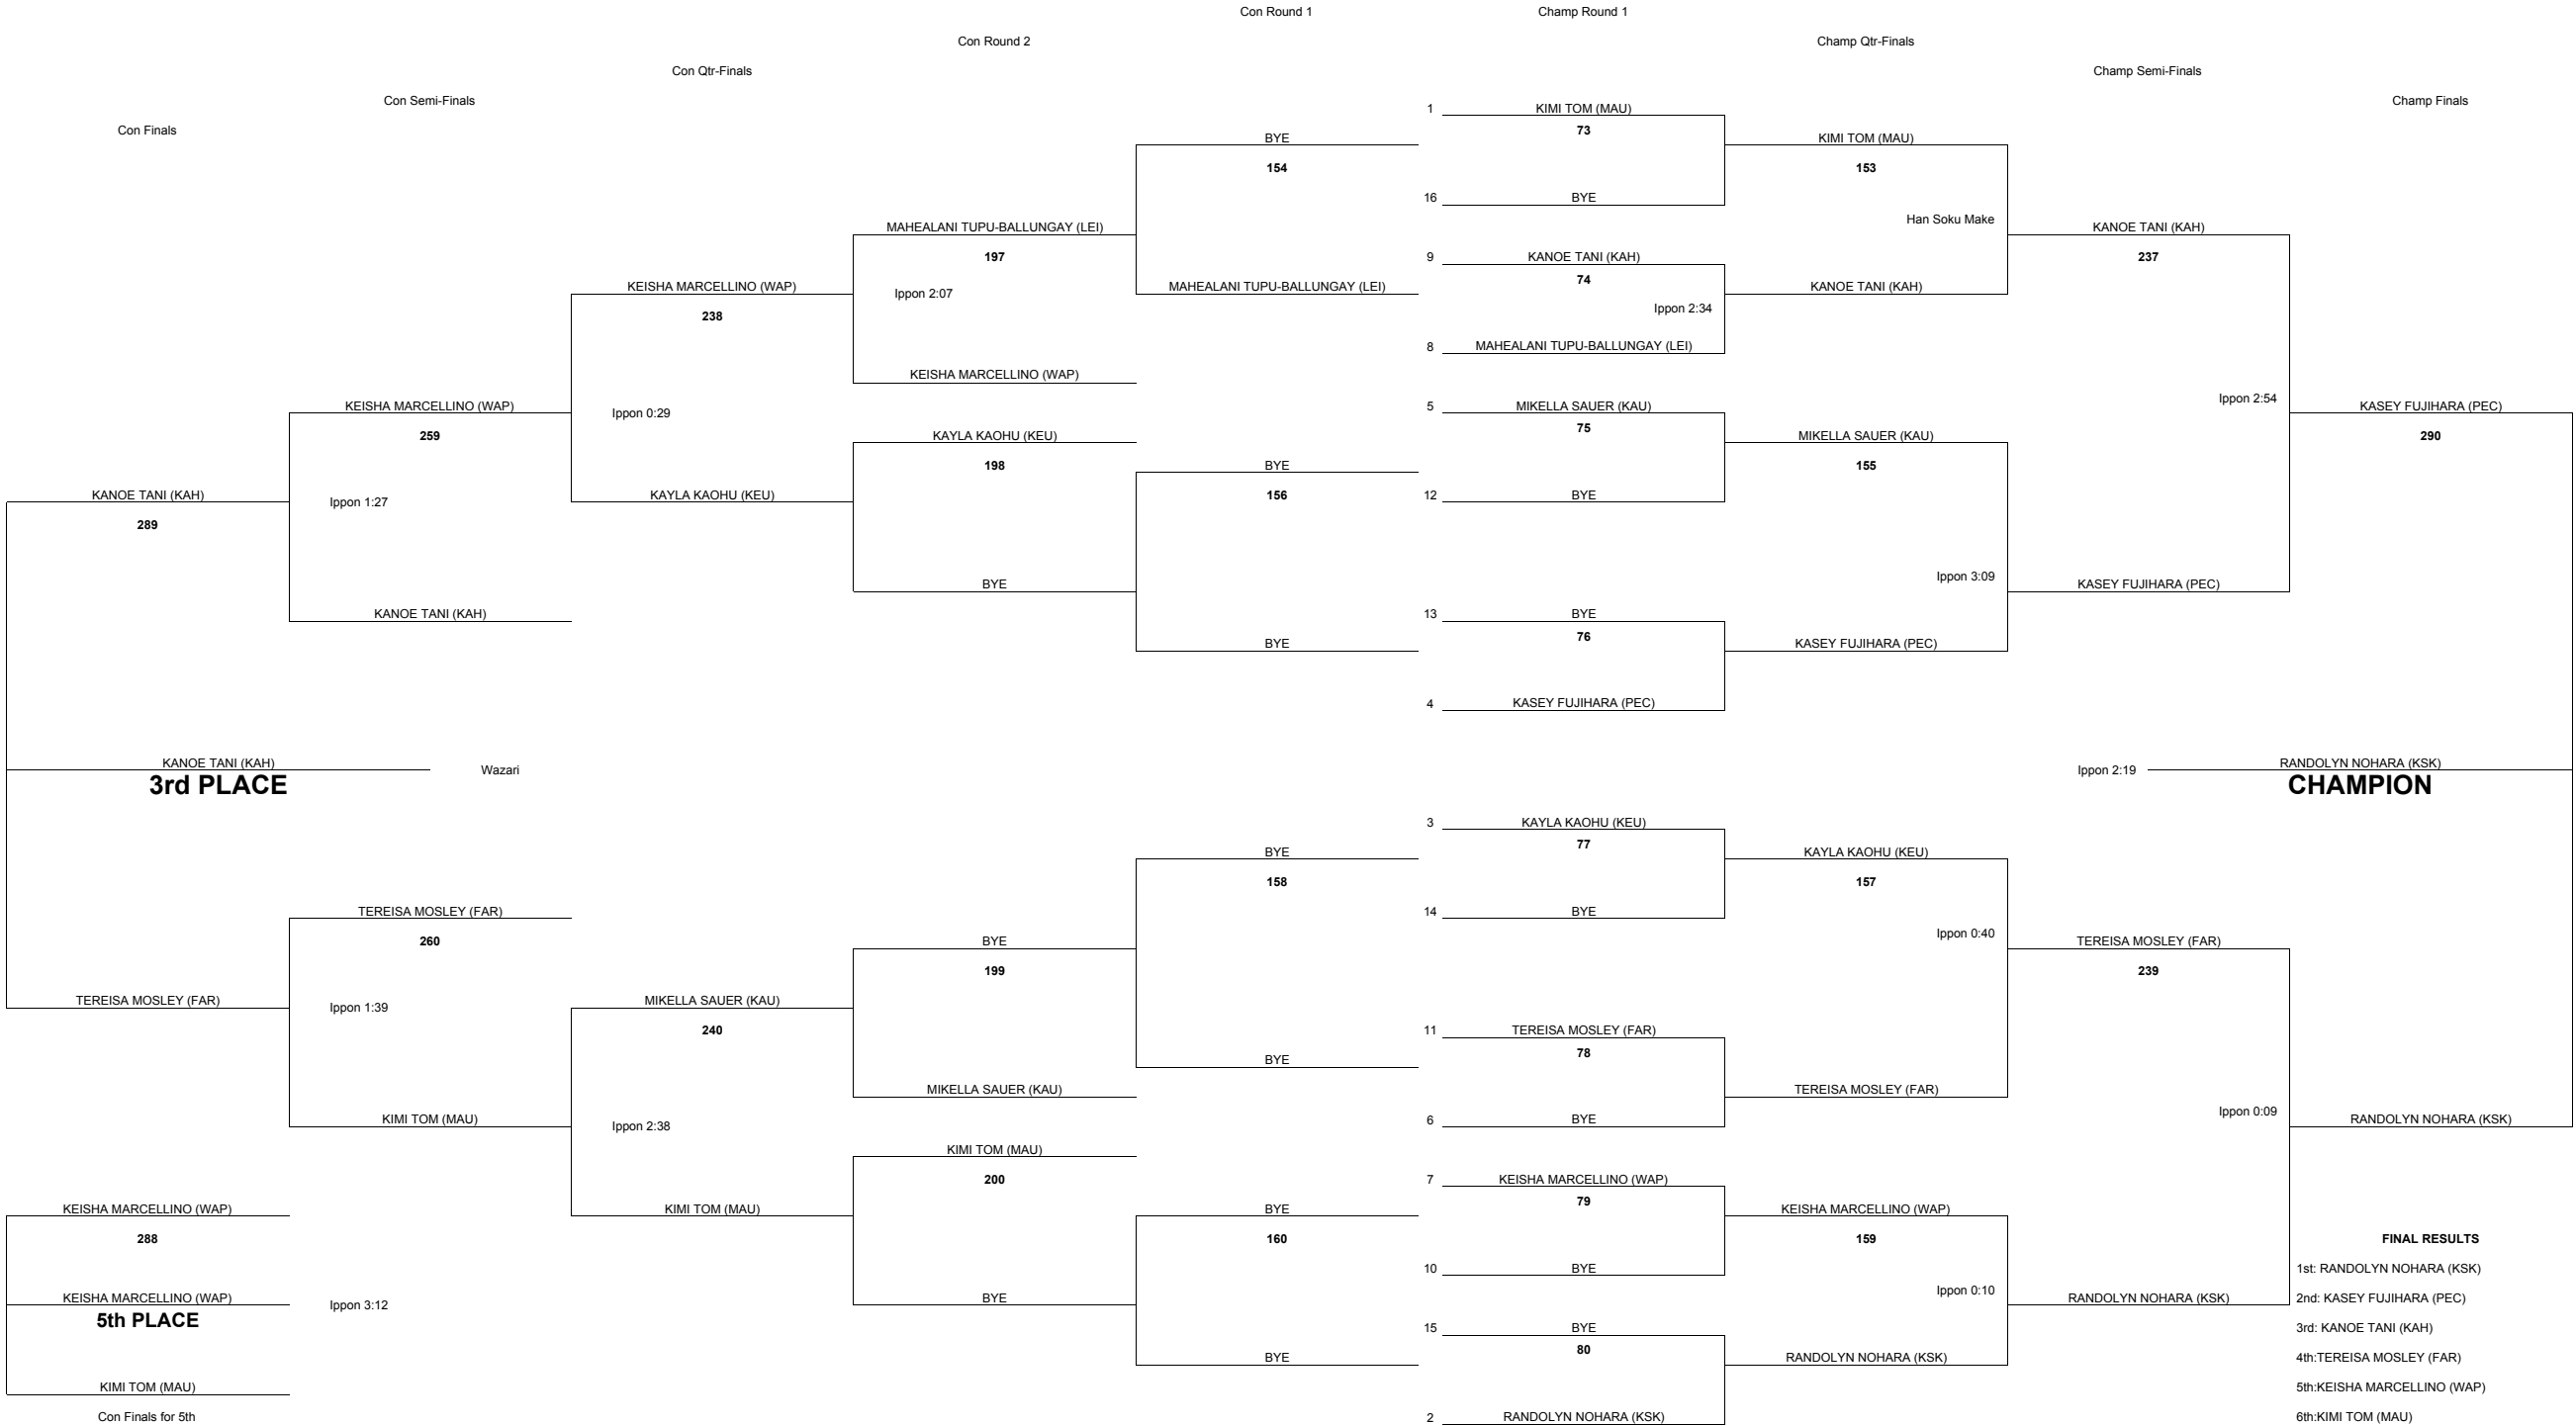 Con Round 1
Champ Round 1
Con Round 2
Champ Qtr-Finals
Con Qtr-Finals
Champ Semi-Finals
Con Semi-Finals
Champ Finals
Con Finals
1 KIMI TOM (MAU)
73
16 BYE
9 KANOE TANI (KAH)
74
Ippon 2:34
8 MAHEALANI TUPU-BALLUNGAY (LEI)
5 MIKELLA SAUER (KAU)
75
12 BYE
13 BYE
76
4 KASEY FUJIHARA (PEC)
3 KAYLA KAOHU (KEU)
77
14 BYE
11 TEREISA MOSLEY (FAR)
78
6 BYE
7 KEISHA MARCELLINO (WAP)
79
10 BYE
15 BYE
80
2 RANDOLYN NOHARA (KSK)
KIMI TOM (MAU)
153
Han Soku Make
KANOE TANI (KAH)
MIKELLA SAUER (KAU)
155
Ippon 3:09
KASEY FUJIHARA (PEC)
KAYLA KAOHU (KEU)
157
Ippon 0:40
TEREISA MOSLEY (FAR)
KEISHA MARCELLINO (WAP)
159
Ippon 0:10
RANDOLYN NOHARA (KSK)
KANOE TANI (KAH)
237
Ippon 2:54
KASEY FUJIHARA (PEC)
TEREISA MOSLEY (FAR)
239
Ippon 0:09
RANDOLYN NOHARA (KSK)
KASEY FUJIHARA (PEC)
290
Ippon 2:19
RANDOLYN NOHARA (KSK)
CHAMPION
RANDOLYN NOHARA (KSK)
BYE
154
MAHEALANI TUPU-BALLUNGAY (LEI)
BYE
156
BYE
BYE
158
BYE
BYE
160
BYE
MAHEALANI TUPU-BALLUNGAY (LEI)
197
Ippon 2:07
KEISHA MARCELLINO (WAP)
KAYLA KAOHU (KEU)
198
BYE
BYE
199
MIKELLA SAUER (KAU)
KIMI TOM (MAU)
200
BYE
KEISHA MARCELLINO (WAP)
238
Ippon 0:29
KAYLA KAOHU (KEU)
MIKELLA SAUER (KAU)
240
Ippon 2:38
KIMI TOM (MAU)
KEISHA MARCELLINO (WAP)
259
Ippon 1:27
KANOE TANI (KAH)
TEREISA MOSLEY (FAR)
260
Ippon 1:39
KIMI TOM (MAU)
KANOE TANI (KAH)
289
KANOE TANI (KAH)
Wazari
3rd PLACE
TEREISA MOSLEY (FAR)
KEISHA MARCELLINO (WAP)
288
KEISHA MARCELLINO (WAP)
Ippon 3:12
5th PLACE
KIMI TOM (MAU)
Con Finals for 5th
FINAL RESULTS
1st: RANDOLYN NOHARA (KSK)
2nd: KASEY FUJIHARA (PEC)
3rd: KANOE TANI (KAH)
4th:TEREISA MOSLEY (FAR)
5th:KEISHA MARCELLINO (WAP)
6th:KIMI TOM (MAU)